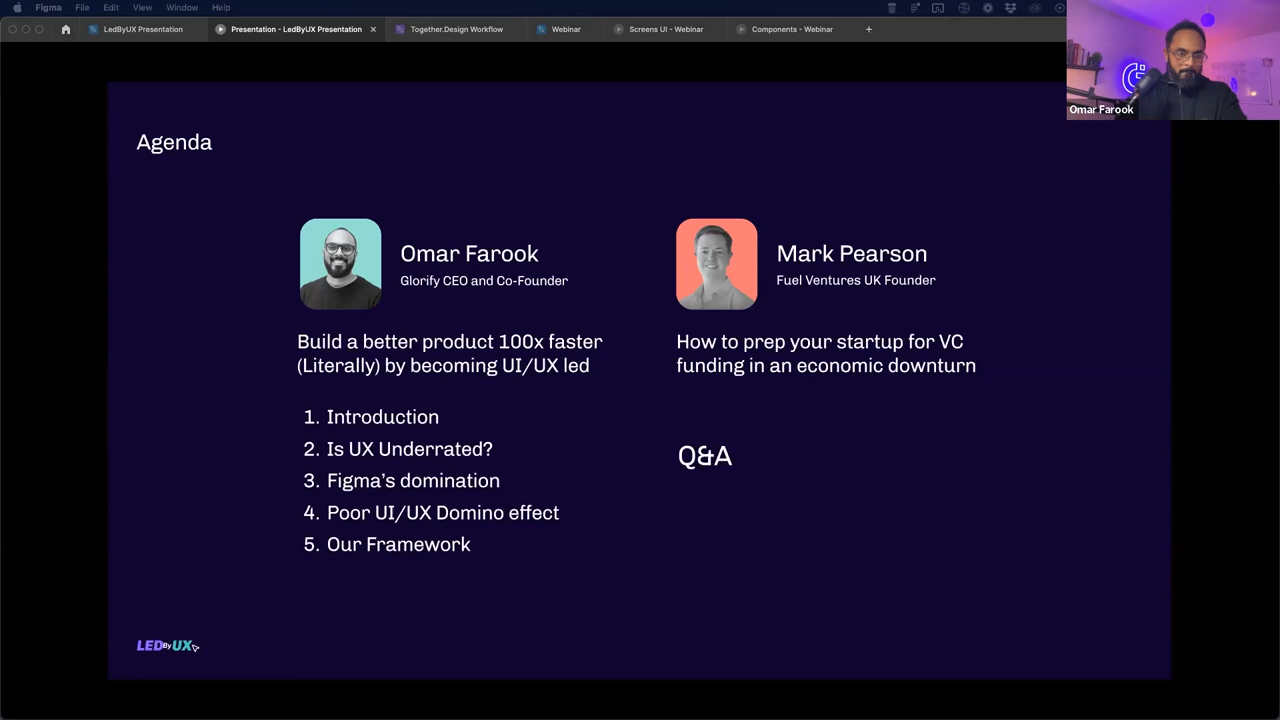 Figma File Edit View Window Help
LedByUX Presentation
Presentation - LedByUX Presentation
Together.Design Workflow
Webinar
Screens UI - Webinar
Components - Webinar
Omar Farook
Agenda
Omar Farook
Glorify CEO and Co-Founder
Build a better product 100x faster
(Literally) by becoming UI/UX led
1. Introduction
2. Is UX Underrated?
3. Figma’s domination
4. Poor UI/UX Domino effect
5. Our Framework
Mark Pearson
Fuel Ventures UK Founder
How to prep your startup for VC
funding in an economic downturn
Q&A
LEDByUX